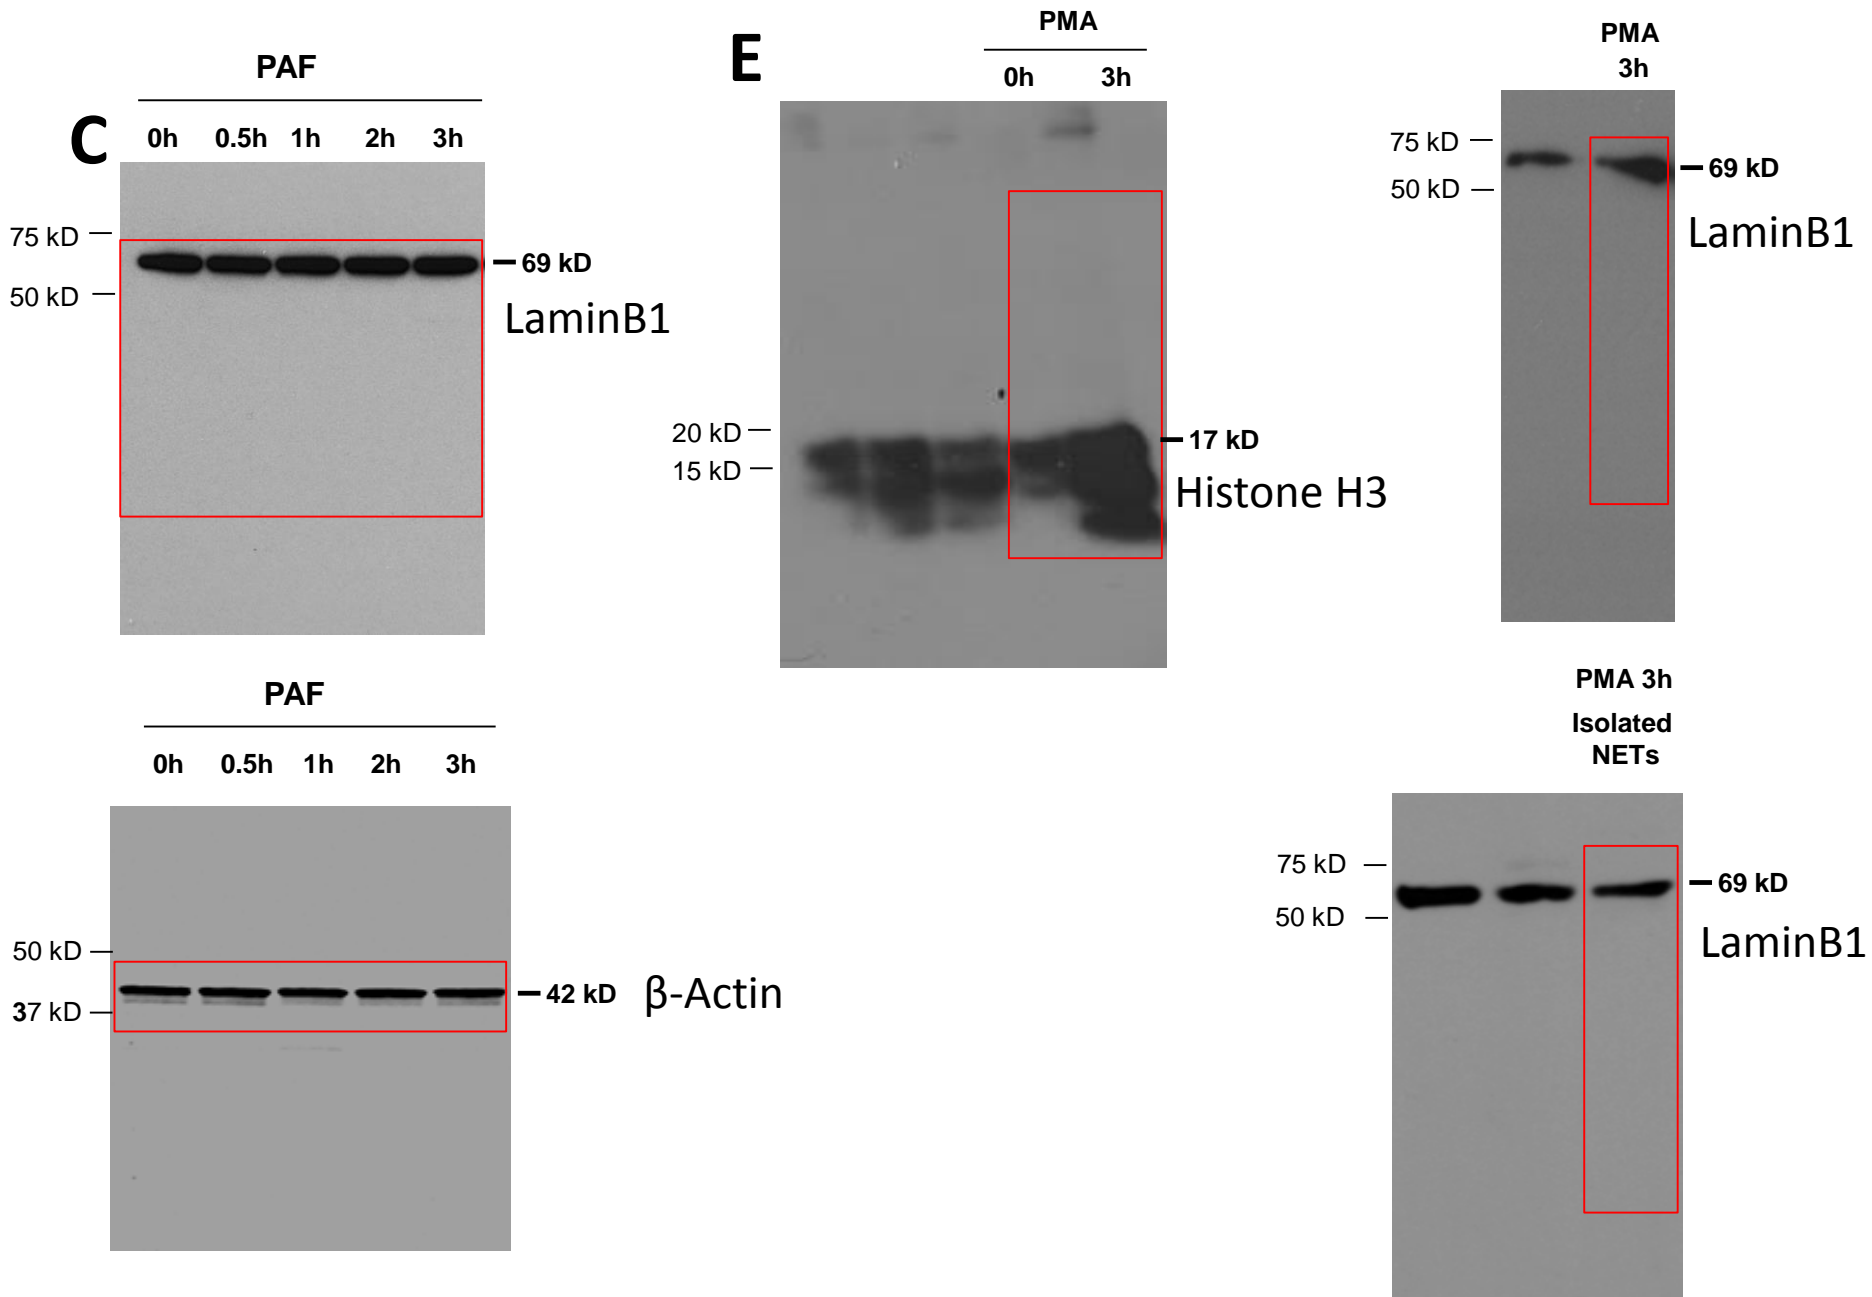 C
PAF
0h 0.5h 1h 2h 3h
75 kD
50 kD
69 kD
LaminB1
PAF
0h 0.5h 1h 2h 3h
50 kD
37 kD
42 kD
β-Actin
E
PMA
0h 3h
20 kD
15 kD
17 kD
Histone H3
PMA
3h
75 kD
50 kD
69 kD
LaminB1
PMA 3h
Isolated
NETs
75 kD
50 kD
69 kD
LaminB1